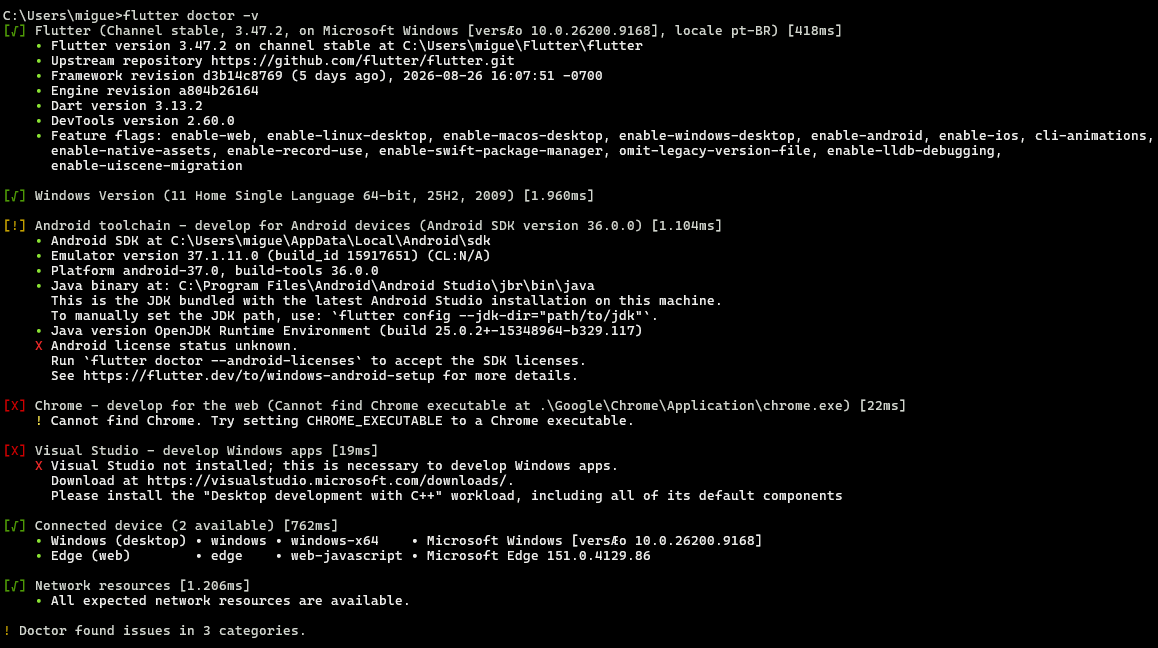 C:\Users\migue>flutter doctor -v
[√] Flutter (Channel stable, 3.47.2, on Microsoft Windows [versÆo 10.0.26200.9168], locale pt-BR) [418ms]
    • Flutter version 3.47.2 on channel stable at C:\Users\migue\Flutter\flutter
    • Upstream repository https://github.com/flutter/flutter.git
    • Framework revision d3b14c8769 (5 days ago), 2026-08-26 16:07:51 -0700
    • Engine revision a804b26164
    • Dart version 3.13.2
    • DevTools version 2.60.0
    • Feature flags: enable-web, enable-linux-desktop, enable-macos-desktop, enable-windows-desktop, enable-android, enable-ios, cli-animations,
      enable-native-assets, enable-record-use, enable-swift-package-manager, omit-legacy-version-file, enable-lldb-debugging,
      enable-uiscene-migration

[√] Windows Version (11 Home Single Language 64-bit, 25H2, 2009) [1.960ms]

[!] Android toolchain - develop for Android devices (Android SDK version 36.0.0) [1.104ms]
    • Android SDK at C:\Users\migue\AppData\Local\Android\sdk
    • Emulator version 37.1.11.0 (build_id 15917651) (CL:N/A)
    • Platform android-37.0, build-tools 36.0.0
    • Java binary at: C:\Program Files\Android\Android Studio\jbr\bin\java
      This is the JDK bundled with the latest Android Studio installation on this machine.
      To manually set the JDK path, use: `flutter config --jdk-dir="path/to/jdk"`.
    • Java version OpenJDK Runtime Environment (build 25.0.2+-15348964-b329.117)
    X Android license status unknown.
      Run `flutter doctor --android-licenses` to accept the SDK licenses.
      See https://flutter.dev/to/windows-android-setup for more details.

[X] Chrome - develop for the web (Cannot find Chrome executable at .\Google\Chrome\Application\chrome.exe) [22ms]
    ! Cannot find Chrome. Try setting CHROME_EXECUTABLE to a Chrome executable.

[X] Visual Studio - develop Windows apps [19ms]
    X Visual Studio not installed; this is necessary to develop Windows apps.
      Download at https://visualstudio.microsoft.com/downloads/.
      Please install the "Desktop development with C++" workload, including all of its default components

[√] Connected device (2 available) [762ms]
    • Windows (desktop) • windows • windows-x64    • Microsoft Windows [versÆo 10.0.26200.9168]
    • Edge (web)        • edge    • web-javascript • Microsoft Edge 151.0.4129.86

[√] Network resources [1.206ms]
    • All expected network resources are available.

! Doctor found issues in 3 categories.